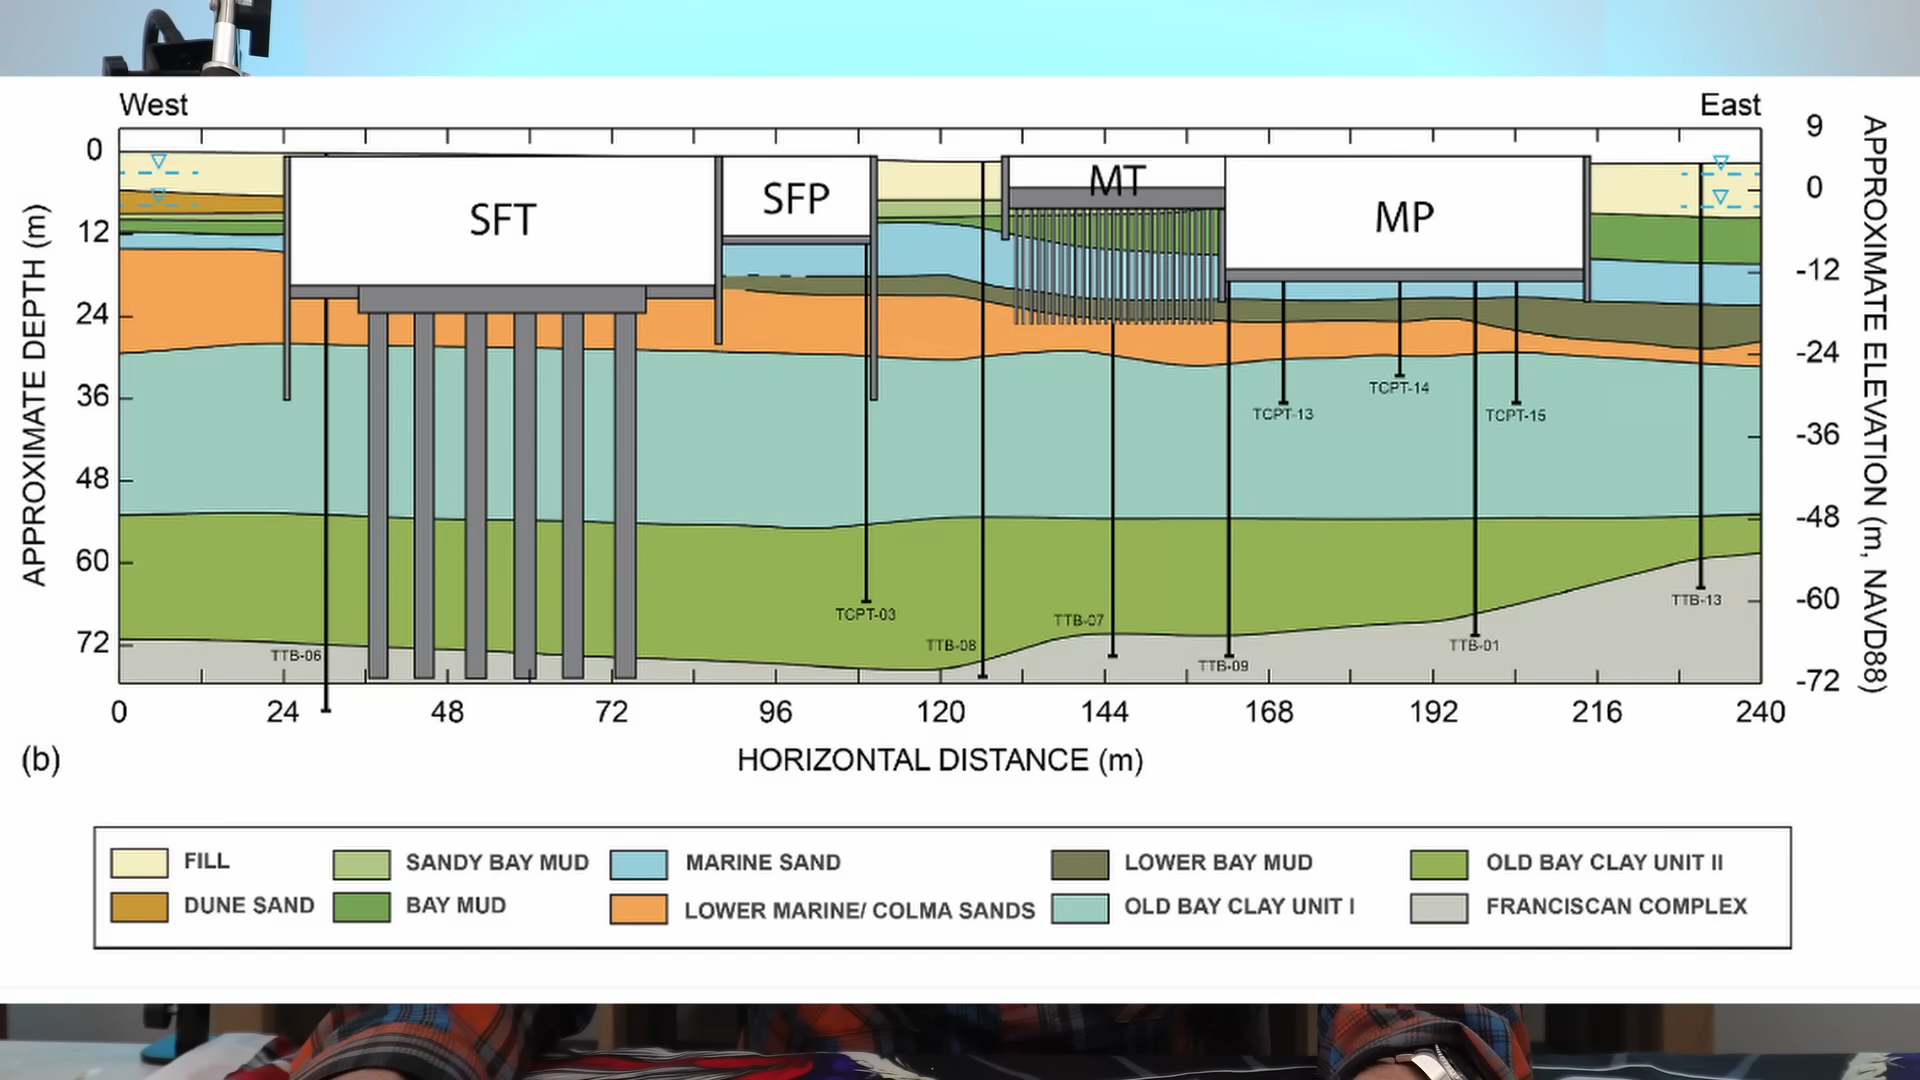 West
East
0
12
24
36
48
60
72
APPROXIMATE DEPTH (m)
9
0
-12
-24
-36
-48
-60
-72
APPROXIMATE ELEVATION (m, NAVD88)
SFT
SFP
MT
MP
TCPT-13
TCPT-14
TCPT-15
TCPT-03
TTB-07
TTB-08
TTB-06
TTB-09
TTB-01
TTB-13
0 24 48 72 96 120 144 168 192 216 240
(b)
HORIZONTAL DISTANCE (m)
FILL
SANDY BAY MUD
MARINE SAND
LOWER BAY MUD
OLD BAY CLAY UNIT II
DUNE SAND
BAY MUD
LOWER MARINE/ COLMA SANDS
OLD BAY CLAY UNIT I
FRANCISCAN COMPLEX